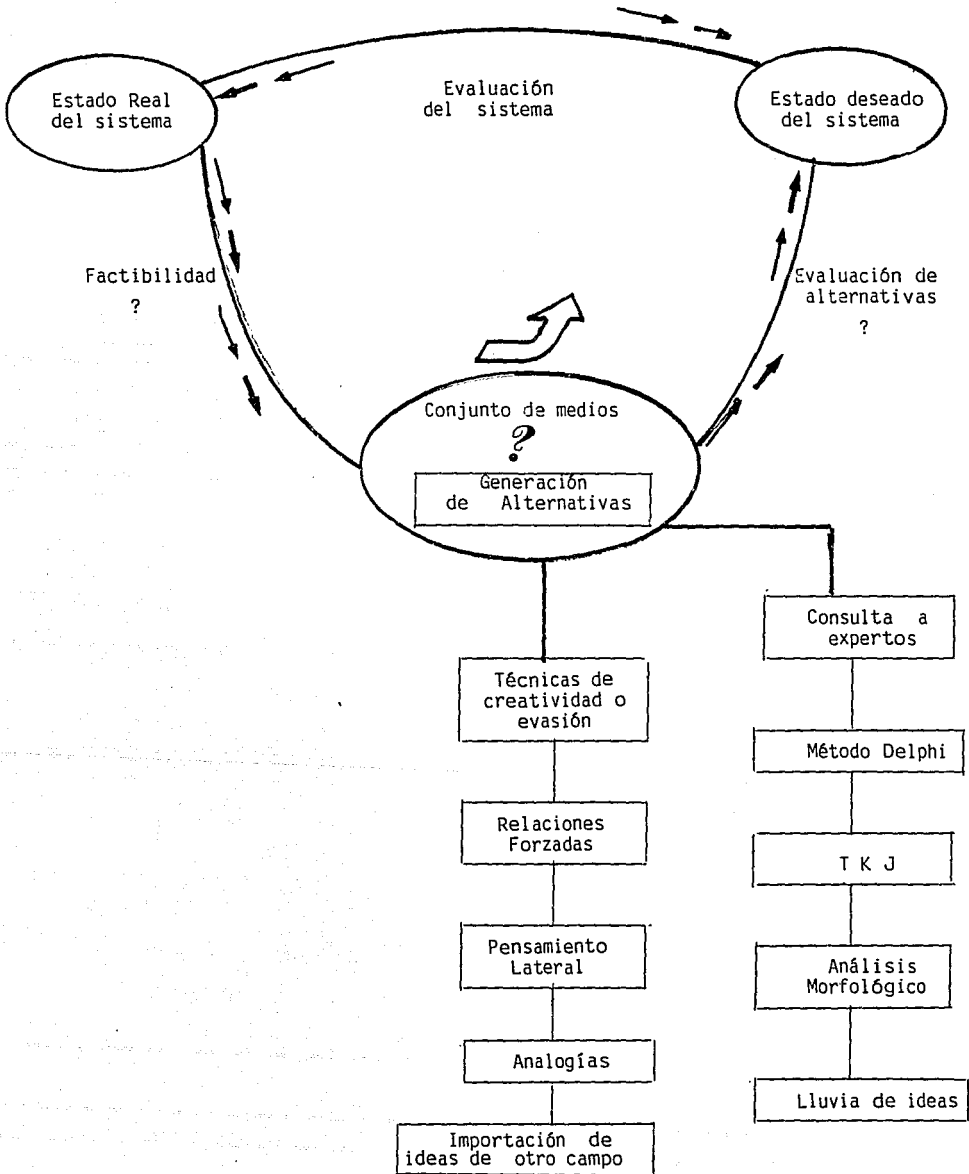 Estado Real
del sistema
Evaluación
del sistema
Estado deseado
del sistema
Factibilidad
?
Evaluación de
alternativas
?
Conjunto de medios
?
Generación
de Alternativas
Técnicas de
creatividad o
evasión
Relaciones
Forzadas
Pensamiento
Lateral
Analogías
Importación de
ideas de otro campo
Consulta a
expertos
Método Delphi
T K J
Análisis
Morfológico
Lluvia de ideas